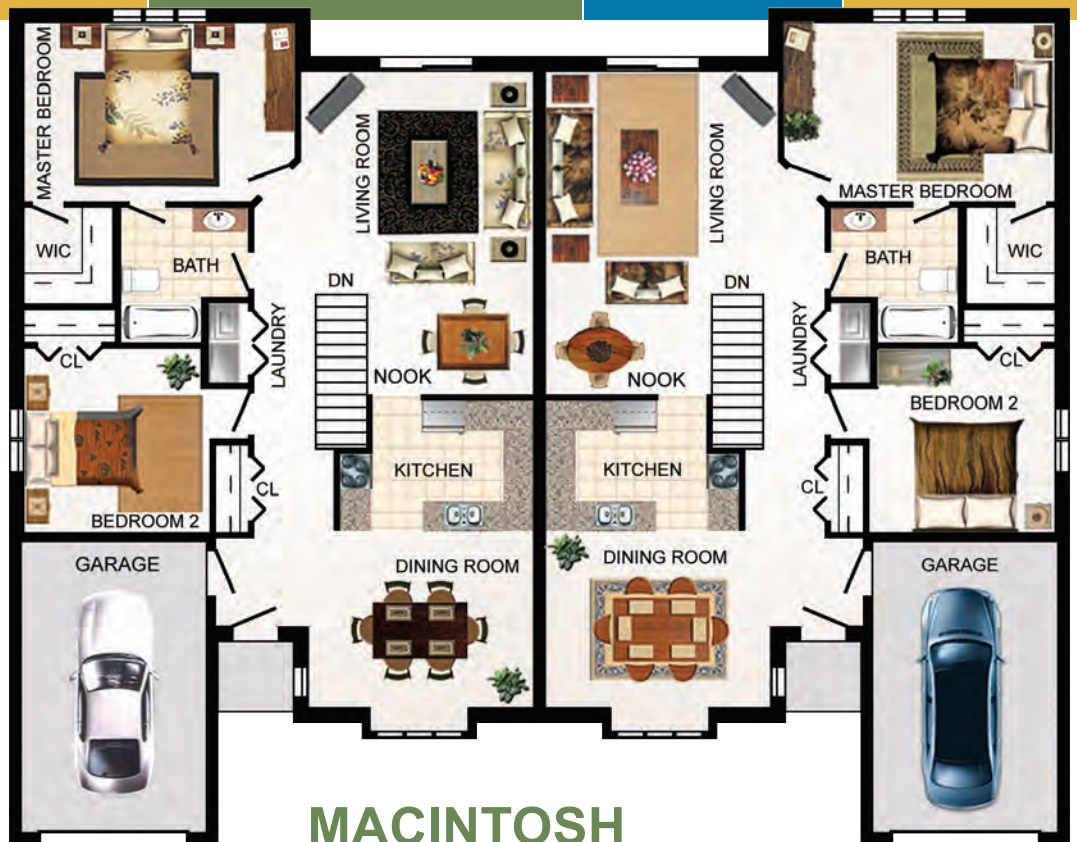 MASTER BEDROOM
LIVING ROOM
LIVING ROOM
MASTER BEDROOM
WIC
BATH
BATH
WIC
DN
DN
LAUNDRY
LAUNDRY
CL
NOOK
NOOK
CL
BEDROOM 2
KITCHEN
KITCHEN
CL
CL
BEDROOM 2
GARAGE
DINING ROOM
DINING ROOM
GARAGE
MACINTOSH